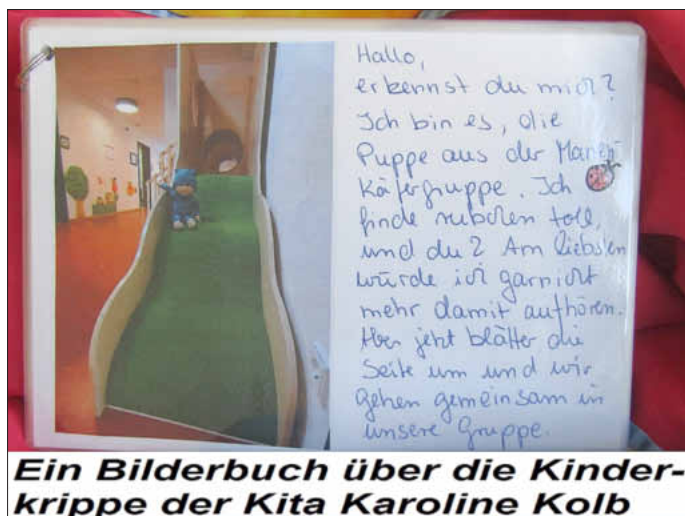 Hallo,
erkennst du mich?
Ich bin es, die
Puppe aus der Marien
Käfergruppe. Ich
finde rutschen toll,
und du? Am liebsten
würde ich garnicht
mehr damit aufhören.
Aber jetzt blätter die
Seite um und wir
gehen gemeinsam in
unsere Gruppe.
Ein Bilderbuch über die Kinder-
krippe der Kita Karoline Kolb